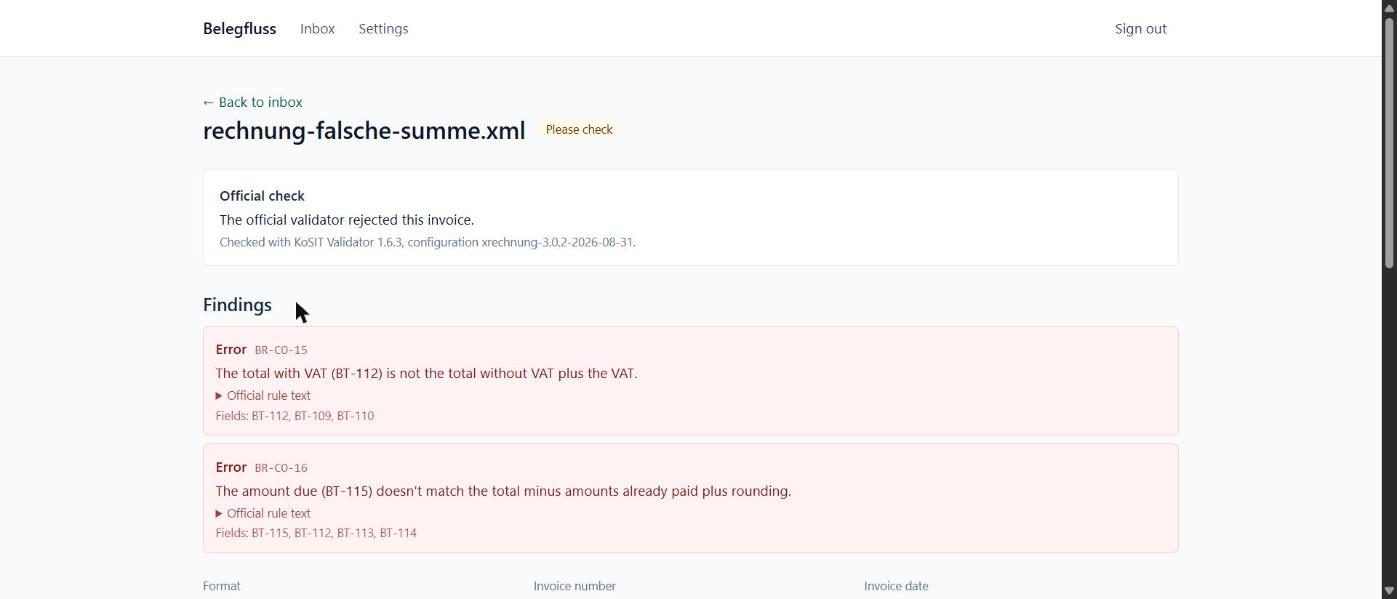 Belegfluss Inbox Settings Sign out
← Back to inbox
rechnung-falsche-summe.xml Please check
Official check
The official validator rejected this invoice.
Checked with KoSIT Validator 1.6.3, configuration xrechnung-3.0.2-2026-08-31.
Findings
Error BR-CO-15
The total with VAT (BT-112) is not the total without VAT plus the VAT.
▶ Official rule text
Fields: BT-112, BT-109, BT-110
Error BR-CO-16
The amount due (BT-115) doesn't match the total minus amounts already paid plus rounding.
▶ Official rule text
Fields: BT-115, BT-112, BT-113, BT-114
Format Invoice number Invoice date